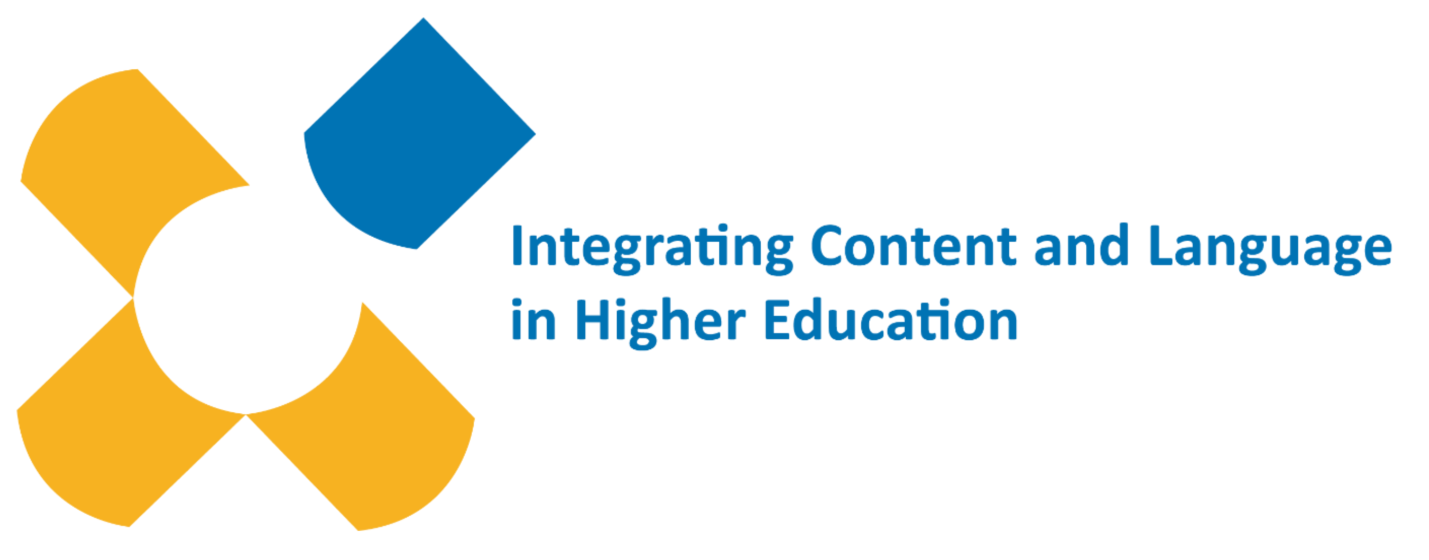 Integrating Content and Language
in Higher Education